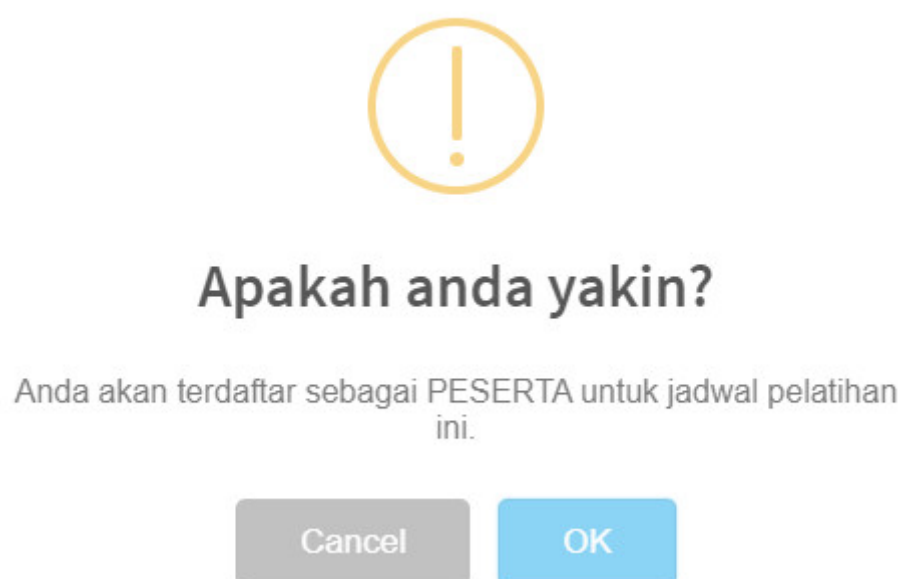 Apakah anda yakin?
Anda akan terdaftar sebagai PESERTA untuk jadwal pelatihan
ini.
Cancel
OK